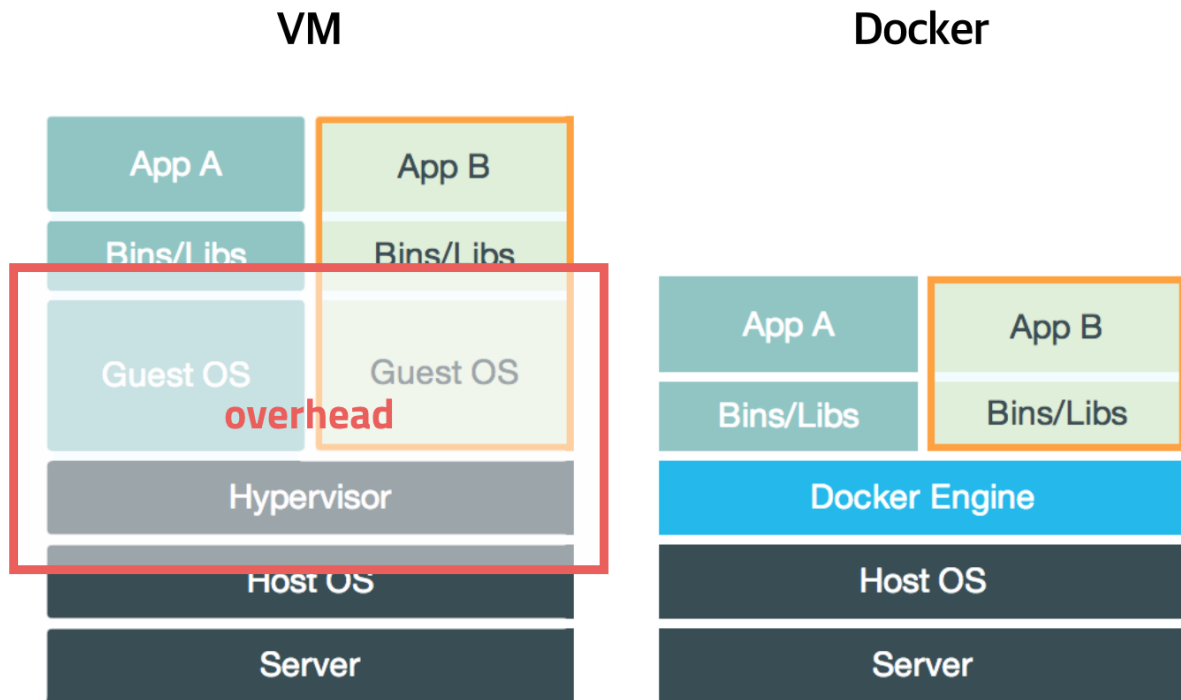 VM
Docker
App A
App B
Bins/Libs
Bins/Libs
Guest OS
Guest OS
overhead
Hypervisor
Host OS
Server
App A
App B
Bins/Libs
Bins/Libs
Docker Engine
Host OS
Server